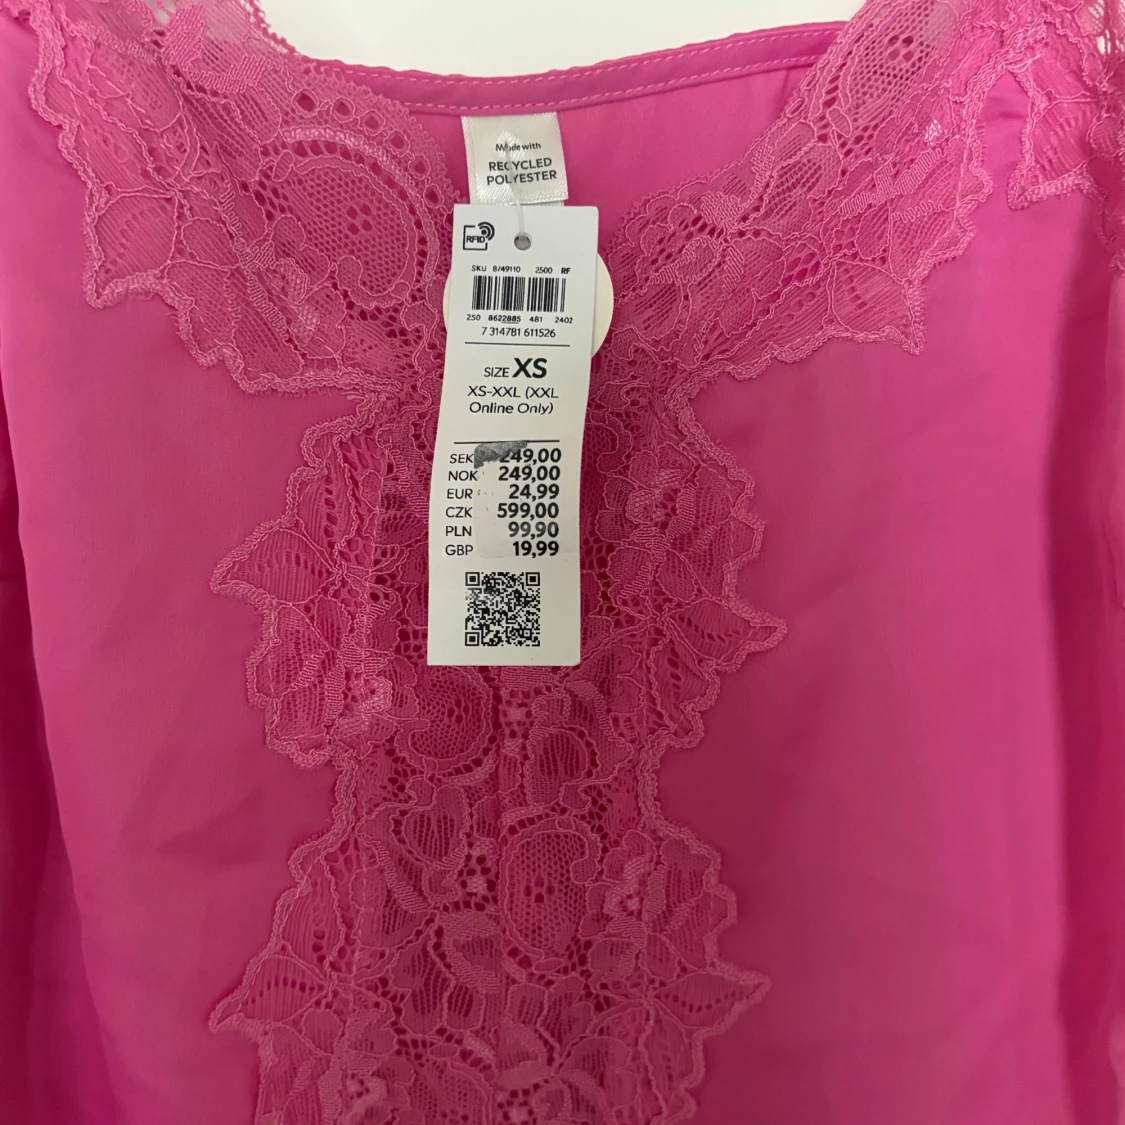 Made with
RECYCLED
POLYESTER
RFID
SKU 8749110 2500 RF
250 8622885 481 2402
7 314781 611526
SIZE XS
XS-XXL (XXL
Online Only)
SEK 249,00
NOK 249,00
EUR 24,99
CZK 599,00
PLN 99,90
GBP 19,99